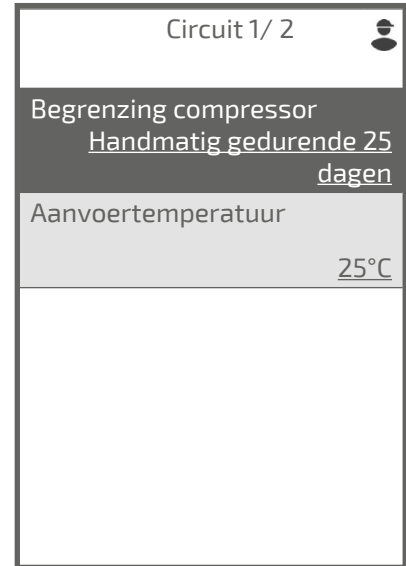 Circuit 1/ 2
Begrenzing compressor
Handmatig gedurende 25
dagen
Aanvoertemperatuur
25°C